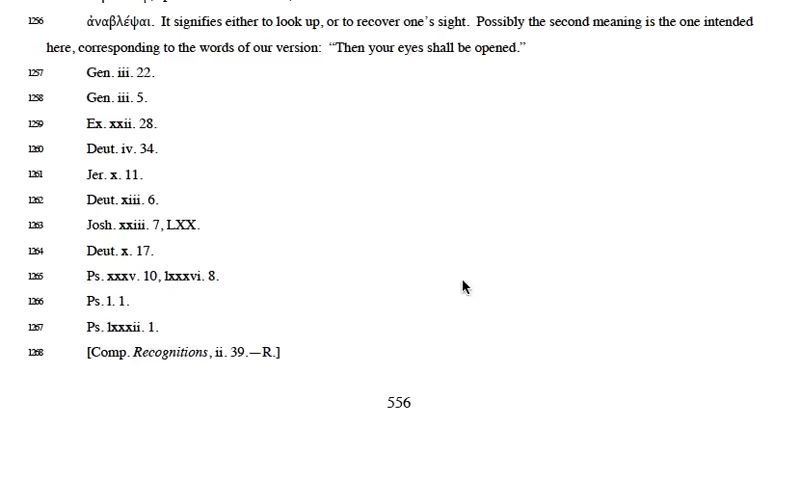 1256 ἀναβλέψαι. It signifies either to look up, or to recover one’s sight. Possibly the second meaning is the one intended
here, corresponding to the words of our version: “Then your eyes shall be opened.”
1257 Gen. iii. 22.
1258 Gen. iii. 5.
1259 Ex. xxii. 28.
1260 Deut. iv. 34.
1261 Jer. x. 11.
1262 Deut. xiii. 6.
1263 Josh. xxiii. 7, LXX.
1264 Deut. x. 17.
1265 Ps. xxxv. 10, lxxxvi. 8.
1266 Ps. l. 1.
1267 Ps. lxxxii. 1.
1268 [Comp. Recognitions, ii. 39.—R.]
556